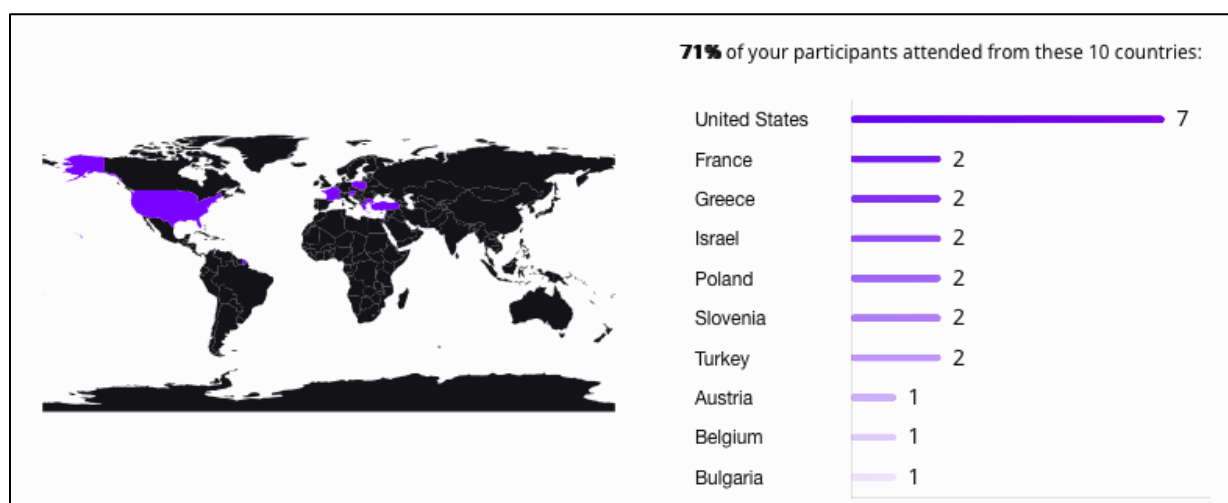 71% of your participants attended from these 10 countries:
United States 7
France 2
Greece 2
Israel 2
Poland 2
Slovenia 2
Turkey 2
Austria 1
Belgium 1
Bulgaria 1